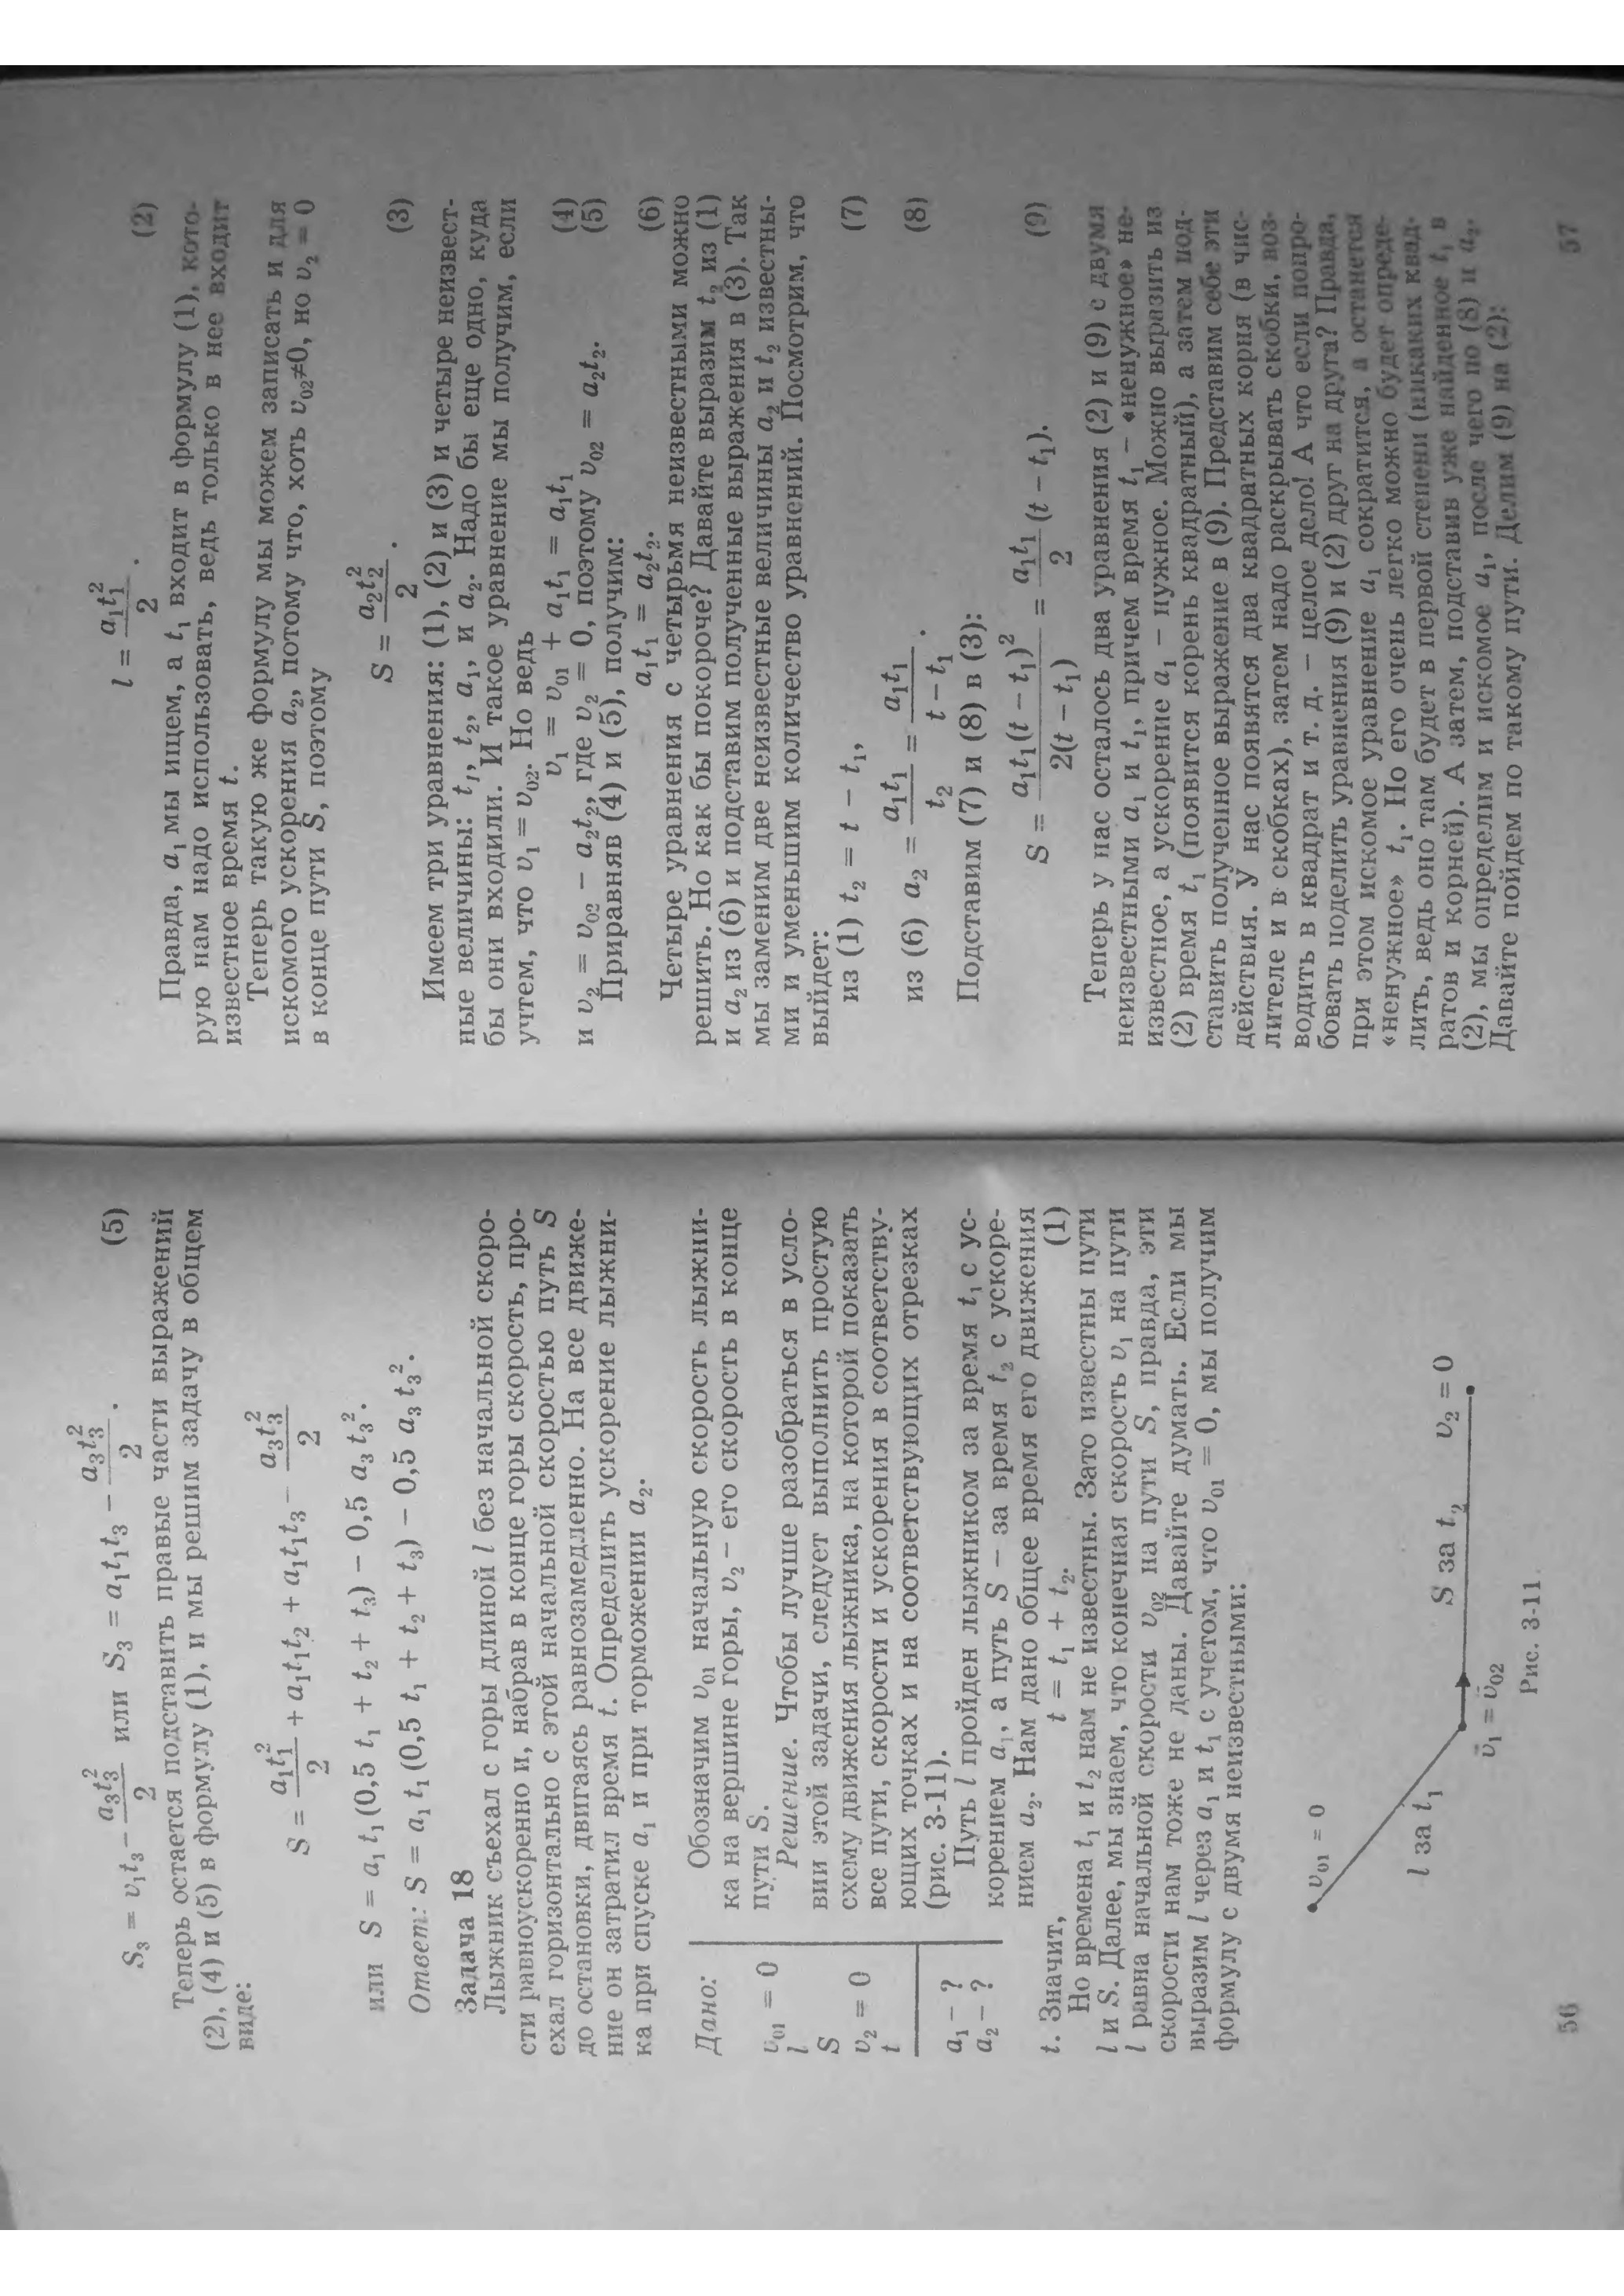 S₃ = v₁t₃ − a₃t₃²/2 или S₃ = a₁t₁t₃ − a₃t₃²/2 . (5)
Теперь остается подставить правые части выражений
(2), (4) и (5) в формулу (1), и мы решим задачу в общем
виде:
S = a₁t₁²/2 + a₁t₁t₂ + a₁t₁t₃ − a₃t₃²/2
или S = a₁ t₁ (0,5 t₁ + t₂ + t₃) − 0,5 a₃ t₃².
Ответ: S = a₁ t₁ (0,5 t₁ + t₂ + t₃) − 0,5 a₃ t₃².
Задача 18
Лыжник съехал с горы длиной l без начальной скоро-
сти равноускоренно и, набрав в конце горы скорость, про-
ехал горизонтально с этой начальной скоростью путь S
до остановки, двигаясь равнозамедленно. На все движе-
ние он затратил время t. Определить ускорение лыжни-
ка при спуске a₁ и при торможении a₂.
Дано:
v₀₁ = 0
l
S
v₂ = 0
t
a₁ − ?
a₂ − ?
Обозначим v₀₁ начальную скорость лыжни-
ка на вершине горы, v₂ − его скорость в конце
пути S.
Решение. Чтобы лучше разобраться в усло-
вии этой задачи, следует выполнить простую
схему движения лыжника, на которой показать
все пути, скорости и ускорения в соответству-
ющих точках и на соответствующих отрезках
(рис. 3-11).
Путь l пройден лыжником за время t₁ с ус-
корением a₁, а путь S − за время t₂ с ускоре-
нием a₂. Нам дано общее время его движения
t. Значит, t = t₁ + t₂. (1)
Но времена t₁ и t₂ нам не известны. Зато известны пути
l и S. Далее, мы знаем, что конечная скорость v₁ на пути
l равна начальной скорости v₀₂ на пути S, правда, эти
скорости нам тоже не даны. Давайте думать. Если мы
выразим l через a₁ и t₁ с учетом, что v₀₁ = 0, мы получим
формулу с двумя неизвестными:
v₀₁ = 0
l за t₁
v̄₁ = v̄₀₂
S за t₂
v₂ = 0
Рис. 3-11
56
l = a₁t₁²/2 . (2)
Правда, a₁ мы ищем, а t₁ входит в формулу (1), кото-
рую нам надо использовать, ведь только в нее входит
известное время t.
Теперь такую же формулу мы можем записать и для
искомого ускорения a₂, потому что, хоть v₀₂≠0, но v₂ = 0
в конце пути S, поэтому
S = a₂t₂²/2 . (3)
Имеем три уравнения: (1), (2) и (3) и четыре неизвест-
ные величины: t₁, t₂, a₁, и a₂. Надо бы еще одно, куда
бы они входили. И такое уравнение мы получим, если
учтем, что v₁ = v₀₂. Но ведь
v₁ = v₀₁ + a₁t₁ = a₁t₁ (4)
и v₂ = v₀₂ − a₂t₂, где v₂ = 0, поэтому v₀₂ = a₂t₂. (5)
Приравняв (4) и (5), получим:
a₁t₁ = a₂t₂. (6)
Четыре уравнения с четырьмя неизвестными можно
решить. Но как бы покороче? Давайте выразим t₂ из (1)
и a₂ из (6) и подставим полученные выражения в (3). Так
мы заменим две неизвестные величины a₂ и t₂ известны-
ми и уменьшим количество уравнений. Посмотрим, что
выйдет:
из (1) t₂ = t − t₁, (7)
из (6) a₂ = a₁t₁/t₂ = a₁t₁/(t − t₁) . (8)
Подставим (7) и (8) в (3):
S = a₁t₁(t − t₁)²/2(t − t₁) = a₁t₁/2 (t − t₁). (9)
Теперь у нас осталось два уравнения (2) и (9) с двумя
неизвестными a₁ и t₁, причем время t₁ − «ненужное» не-
известное, а ускорение a₁ − нужное. Можно выразить из
(2) время t₁ (появится корень квадратный), а затем под-
ставить полученное выражение в (9). Представим себе эти
действия. У нас появятся два квадратных корня (в чис-
лителе и в скобках), затем надо раскрывать скобки, воз-
водить в квадрат и т. д. − целое дело! А что если попро-
бовать поделить уравнения (9) и (2) друг на друга? Правда,
при этом искомое уравнение a₁ сократится, а останется
«ненужное» t₁. Но его очень легко можно будет опреде-
лить, ведь оно там будет в первой степени (никаких квад-
ратов и корней). А затем, подставив уже найденное t₁ в
(2), мы определим и искомое a₁, после чего по (8) и a₂.
Давайте пойдем по такому пути. Делим (9) на (2):
57